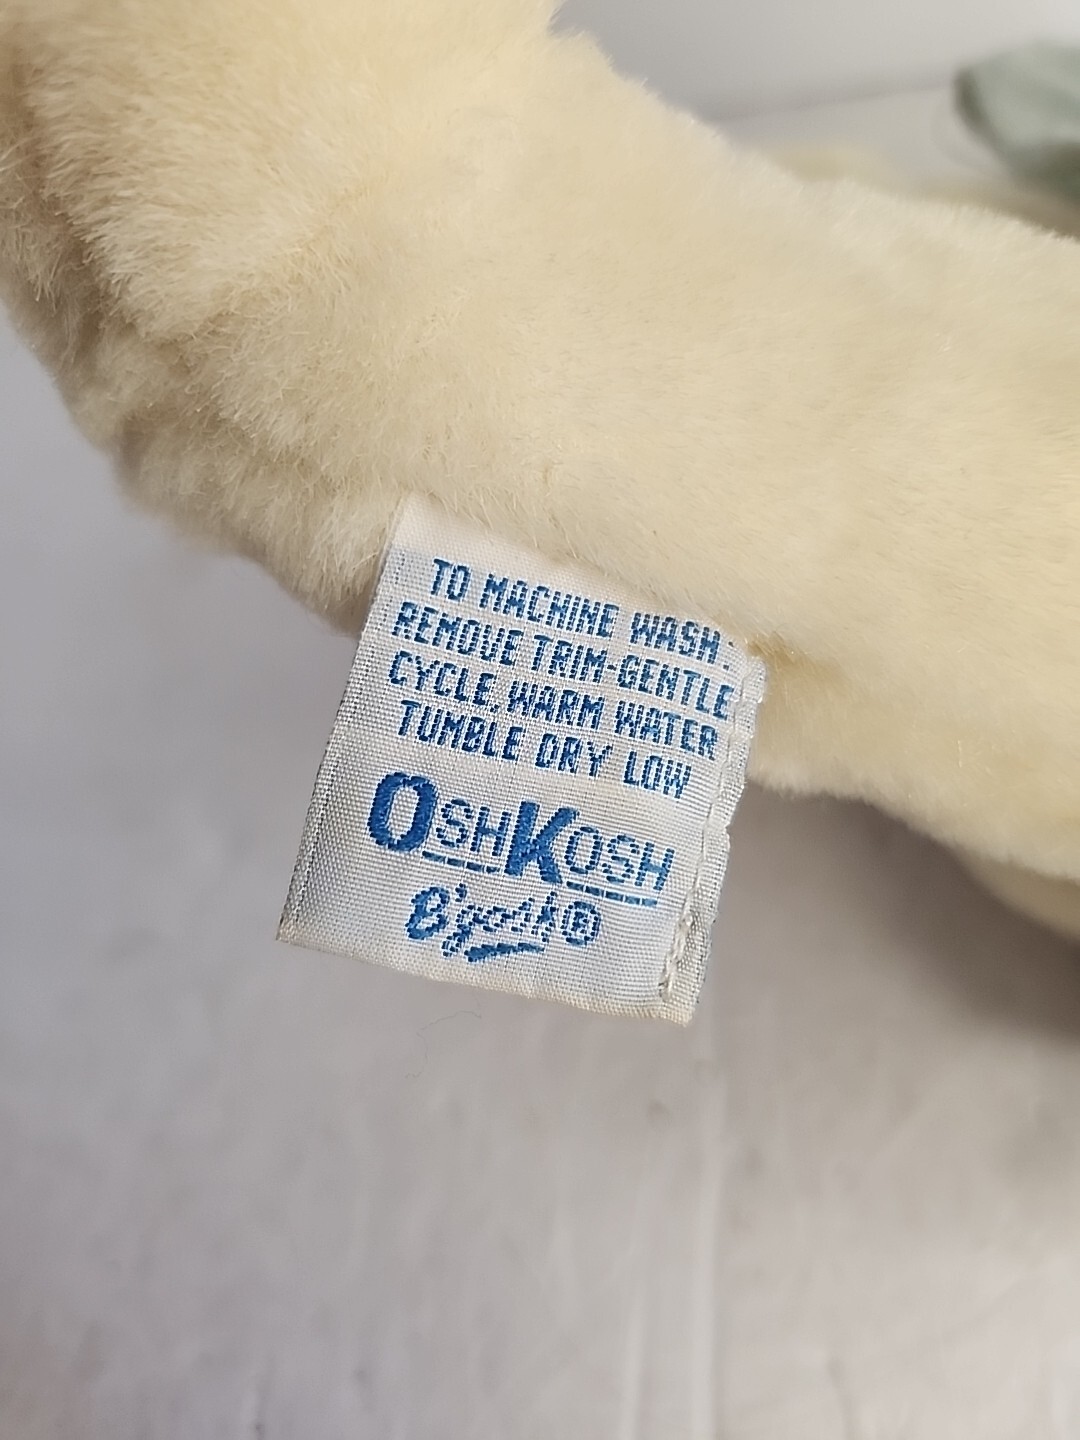 TO MACHINE WASH:
REMOVE TRIM-GENTLE
CYCLE, WARM WATER
TUMBLE DRY LOW
OSHKOSH
B'gosh®